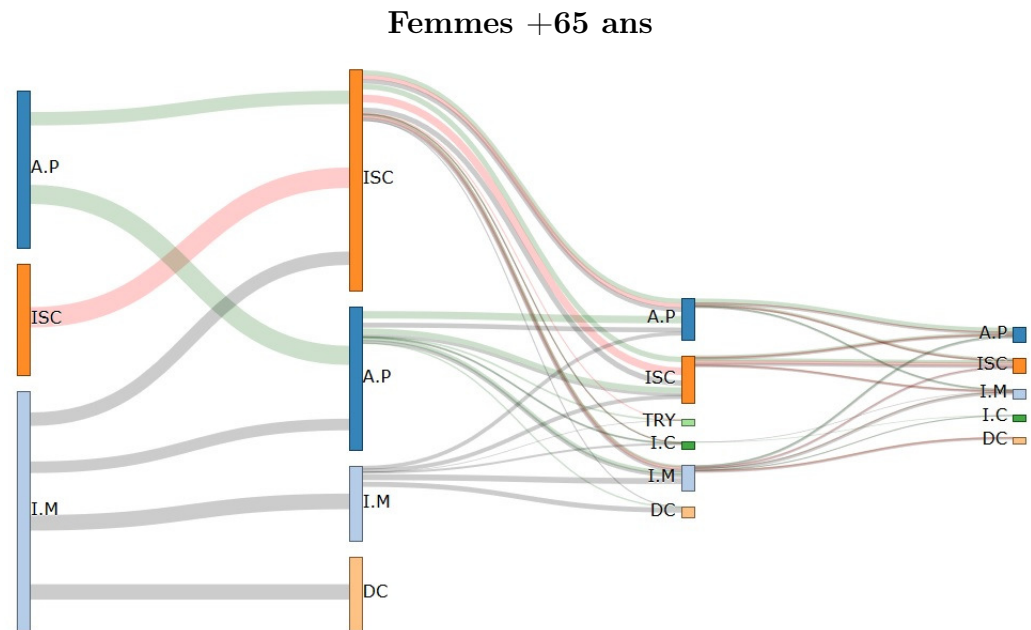 Femmes +65 ans
A.P
ISC
I.M
ISC
A.P
I.M
DC
A.P
ISC
TRY
I.C
I.M
DC
A.P
ISC
I.M
I.C
DC